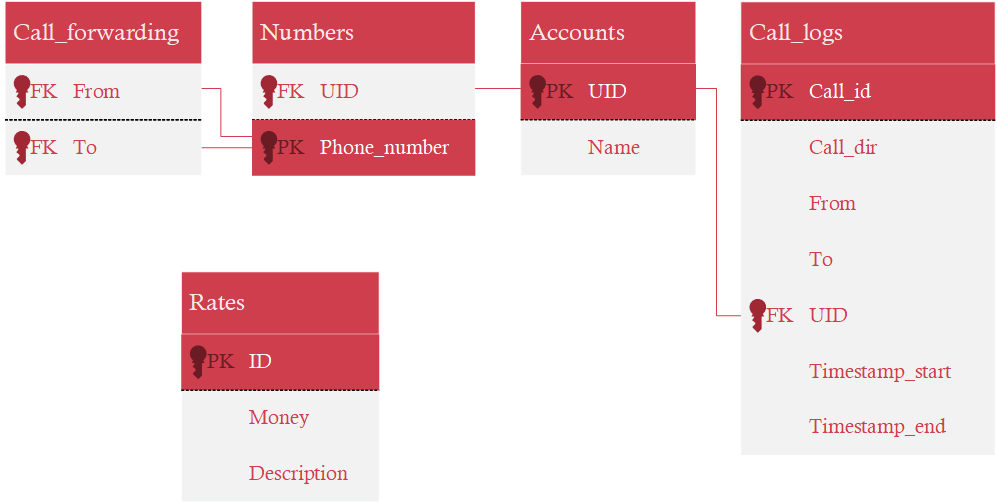 Call_forwarding
FK From
FK To
Numbers
FK UID
PK Phone_number
Accounts
PK UID
Name
Call_logs
PK Call_id
Call_dir
From
To
FK UID
Timestamp_start
Timestamp_end
Rates
PK ID
Money
Description